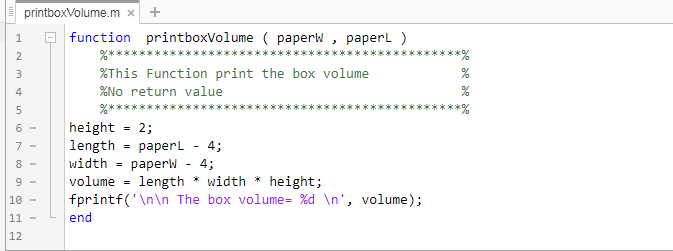 printboxVolume.m × +
1 function printboxVolume ( paperW , paperL )
2 %**********************************************%
3 %This Function print the box volume %
4 %No return value %
5 %**********************************************%
6 - height = 2;
7 - length = paperL - 4;
8 - width = paperW - 4;
9 - volume = length * width * height;
10 - fprintf('\n\n The box volume= %d \n', volume);
11 - end
12